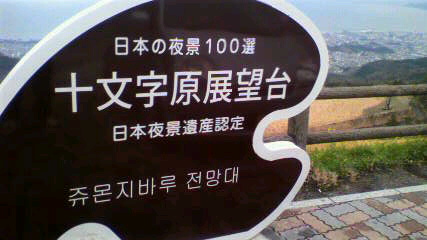 日本の夜景100選
十文字原展望台
日本夜景遺産認定
쥬몬지바루 전망대